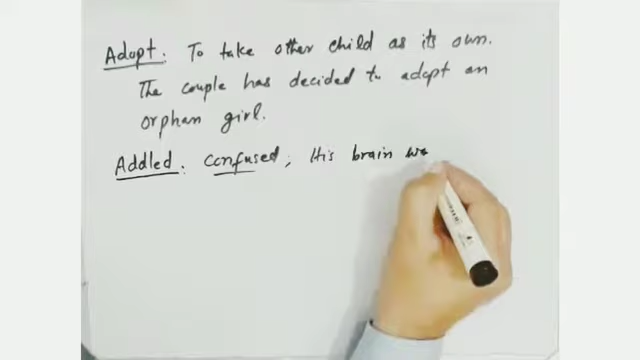 Adopt: To take other child as its own.
The couple has decided to adopt an
orphan girl.
Addled: Confused; His brain